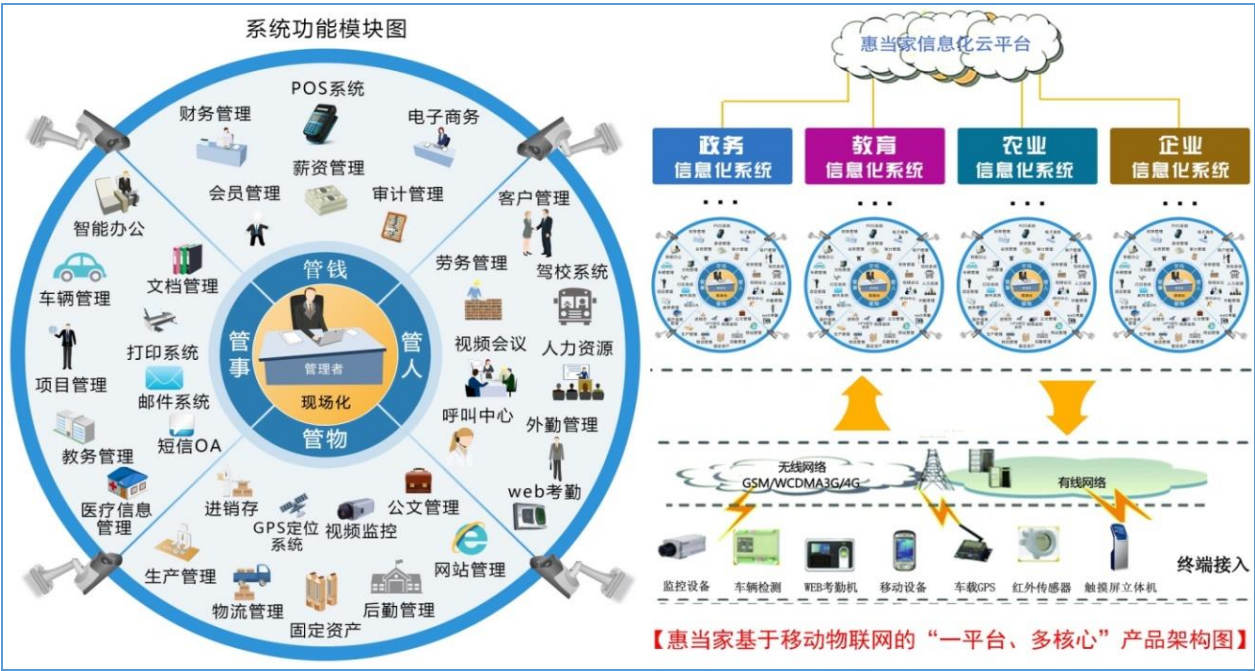 系统功能模块图
POS系统
财务管理
电子商务
薪资管理
会员管理
审计管理
智能办公
文档管理
车辆管理
打印系统
项目管理
邮件系统
短信OA
教务管理
医疗信息
管理
客户管理
劳务管理
驾校系统
视频会议
人力资源
呼叫中心
外勤管理
web考勤
进销存
GPS定位
系统
视频监控
公文管理
生产管理
物流管理
固定资产
后勤管理
网站管理
管钱
管事
管人
管物
管理者
现场化
惠当家信息化云平台
政务
信息化系统
教育
信息化系统
农业
信息化系统
企业
信息化系统
...
...
...
...
无线网络
GSM/WCDMA3G/4G
有线网络
监控设备
车辆检测
WEB考勤机
移动设备
车载GPS
红外传感器
触摸屏立体机
终端接入
【惠当家基于移动物联网的“一平台、多核心”产品架构图】